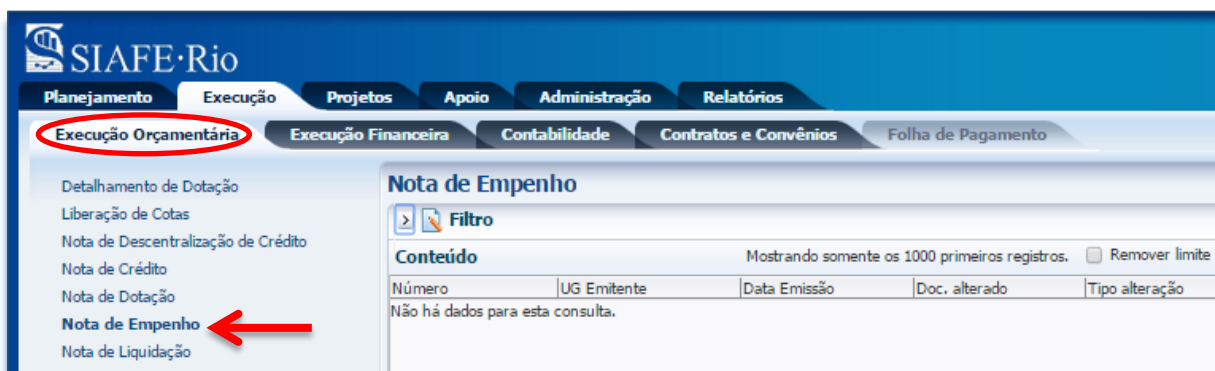 SIAFE·Rio
Planejamento Execução Projetos Apoio Administração Relatórios
Execução Orçamentária Execução Financeira Contabilidade Contratos e Convênios Folha de Pagamento
Detalhamento de Dotação
Liberação de Cotas
Nota de Descentralização de Crédito
Nota de Crédito
Nota de Dotação
Nota de Empenho
Nota de Liquidação
Nota de Empenho
Filtro
Conteúdo Mostrando somente os 1000 primeiros registros. Remover limite
Número UG Emitente Data Emissão Doc. alterado Tipo alteração
Não há dados para esta consulta.